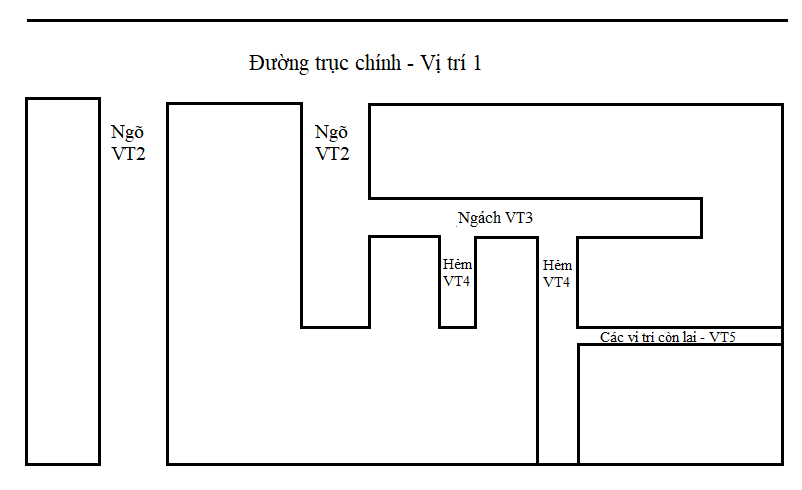 Đường trục chính - Vị trí 1
Ngõ
VT2
Ngõ
VT2
Ngách VT3
Hẻm
VT4
Hẻm
VT4
Các vị trí còn lại - VT5